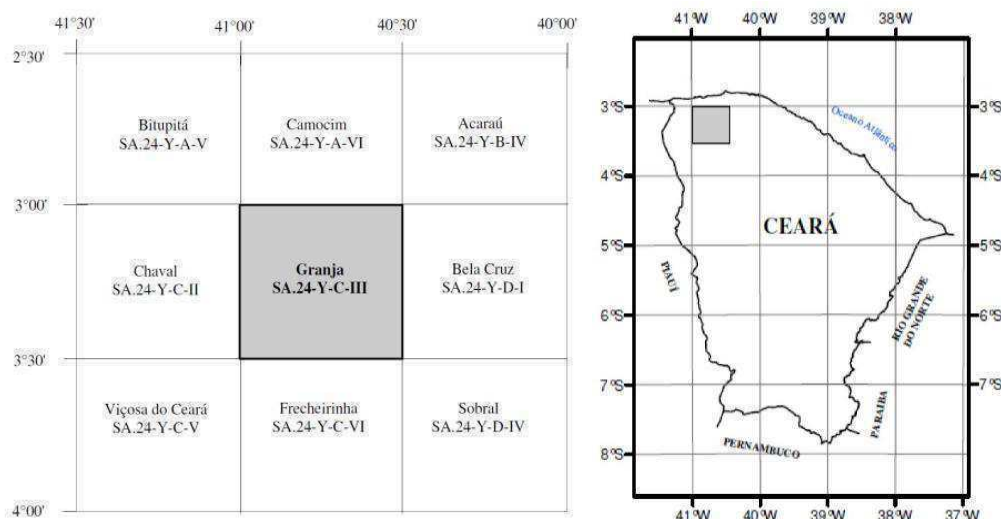 41°30' 41°00' 40°30' 40°00'
2°30'
Bitupitá
SA.24-Y-A-V
Camocim
SA.24-Y-A-VI
Acaraú
SA.24-Y-B-IV
3°00'
Chaval
SA.24-Y-C-II
Granja
SA.24-Y-C-III
Bela Cruz
SA.24-Y-D-I
3°30'
Viçosa do Ceará
SA.24-Y-C-V
Frecheirinha
SA.24-Y-C-VI
Sobral
SA.24-Y-D-IV
4°00'
41°W 40°W 39°W 38°W
3°S 3°S
Oceano Atlântico
4°S 4°S
CEARÁ
5°S 5°S
PIAUÍ
6°S 6°S
RIO GRANDE
DO NORTE
7°S 7°S
PARAIBA
PERNAMBUCO
8°S
41°W 40°W 39°W 38°W 37°W